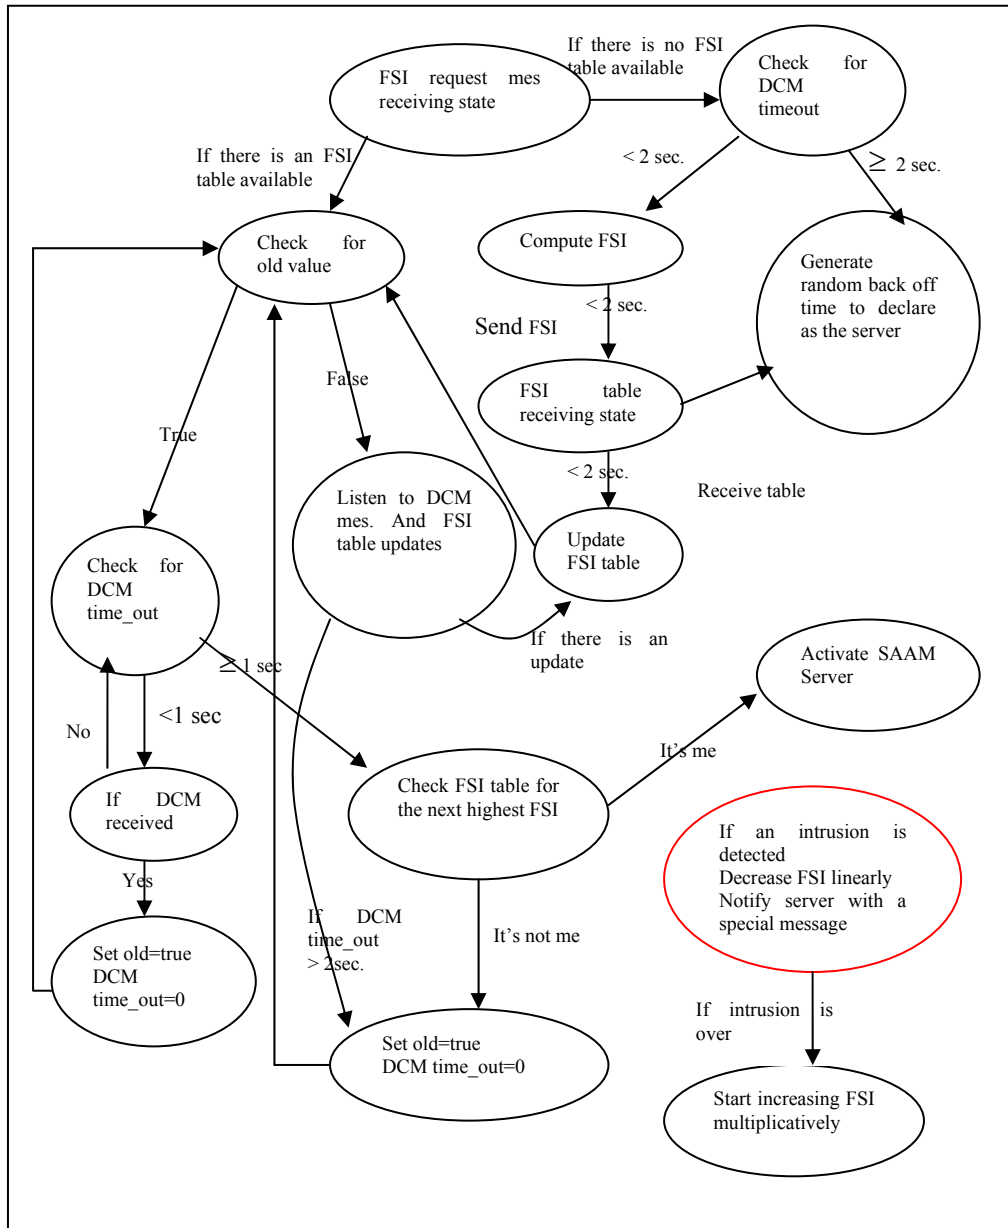 If there is no FSI
table available
FSI request mes
receiving state
Check for
DCM
timeout
If there is an FSI
table available
< 2 sec.
≥ 2 sec.
Check for
old value
Compute FSI
Generate
random back off
time to declare
as the server
< 2 sec.
Send FSI
False
FSI table
receiving state
True
< 2 sec.
Receive table
Listen to DCM
mes. And FSI
table updates
Update
FSI table
Check for
DCM
time_out
If there is an
update
≥ 1 sec
Activate SAAM
Server
<1 sec
No
It's me
If DCM
received
Check FSI table for
the next highest FSI
If an intrusion is
detected
Decrease FSI linearly
Notify server with a
special message
Yes
If DCM
time_out
> 2sec.
It's not me
Set old=true
DCM
time_out=0
If intrusion is
over
Set old=true
DCM time_out=0
Start increasing FSI
multiplicatively